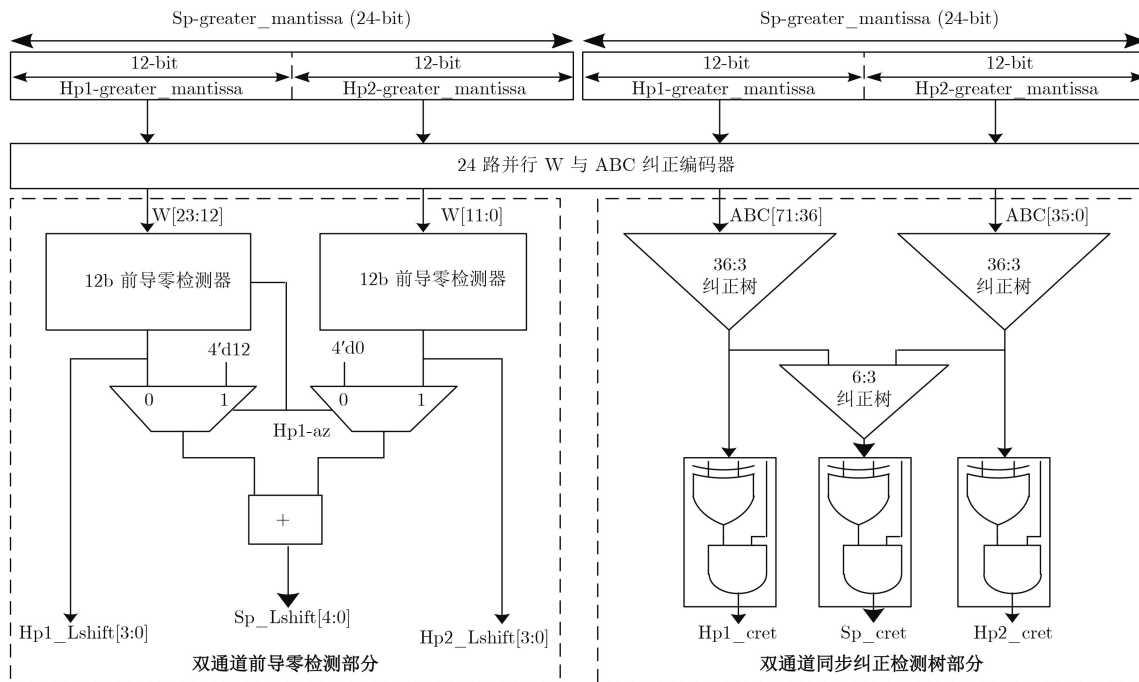 Sp-greater_mantissa (24-bit)
Sp-greater_mantissa (24-bit)
12-bit
12-bit
12-bit
12-bit
Hp1-greater_mantissa
Hp2-greater_mantissa
Hp1-greater_mantissa
Hp2-greater_mantissa
24 路并行 W 与 ABC 纠正编码器
W[23:12]
W[11:0]
ABC[71:36]
ABC[35:0]
12b 前导零检测器
12b 前导零检测器
36:3
纠正树
36:3
纠正树
4′d12
4′d0
0
1
0
1
Hp1-az
6:3
纠正树
+
Hp1_Lshift[3:0]
Sp_Lshift[4:0]
Hp2_Lshift[3:0]
Hp1_cret
Sp_cret
Hp2_cret
双通道前导零检测部分
双通道同步纠正检测树部分